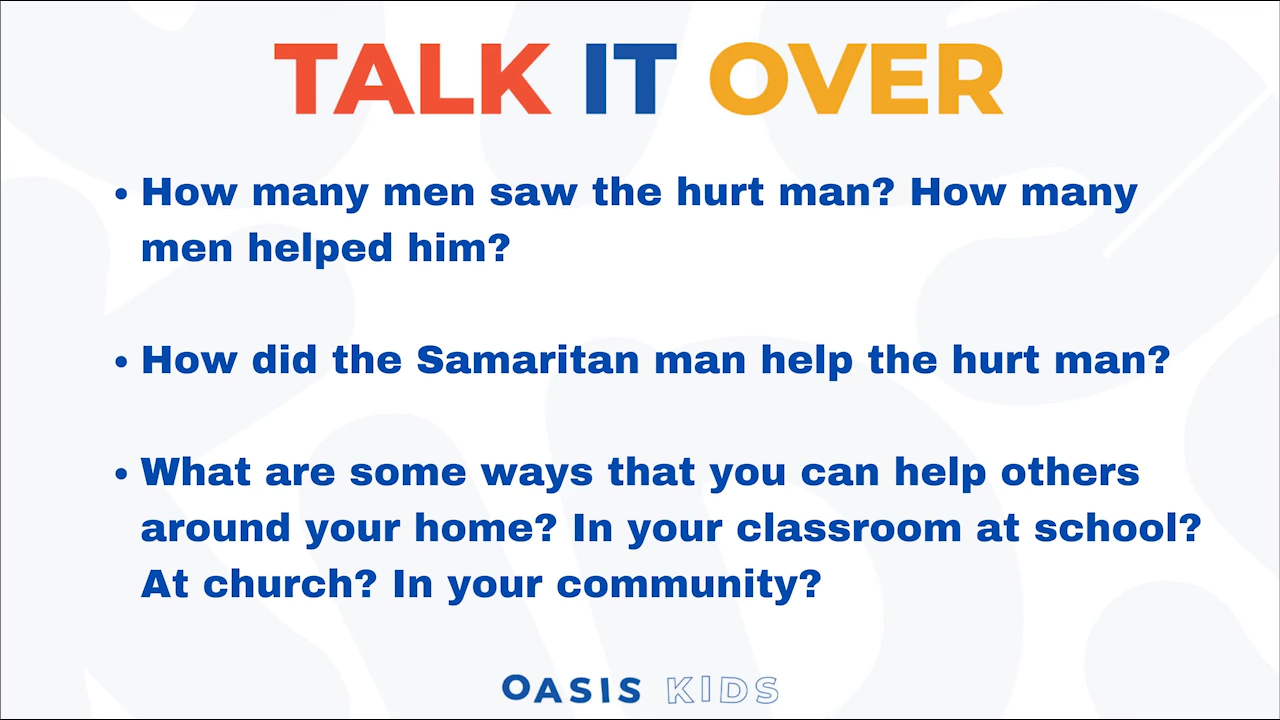 TALK IT OVER
• How many men saw the hurt man? How many
men helped him?
• How did the Samaritan man help the hurt man?
• What are some ways that you can help others
around your home? In your classroom at school?
At church? In your community?
OASIS KIDS